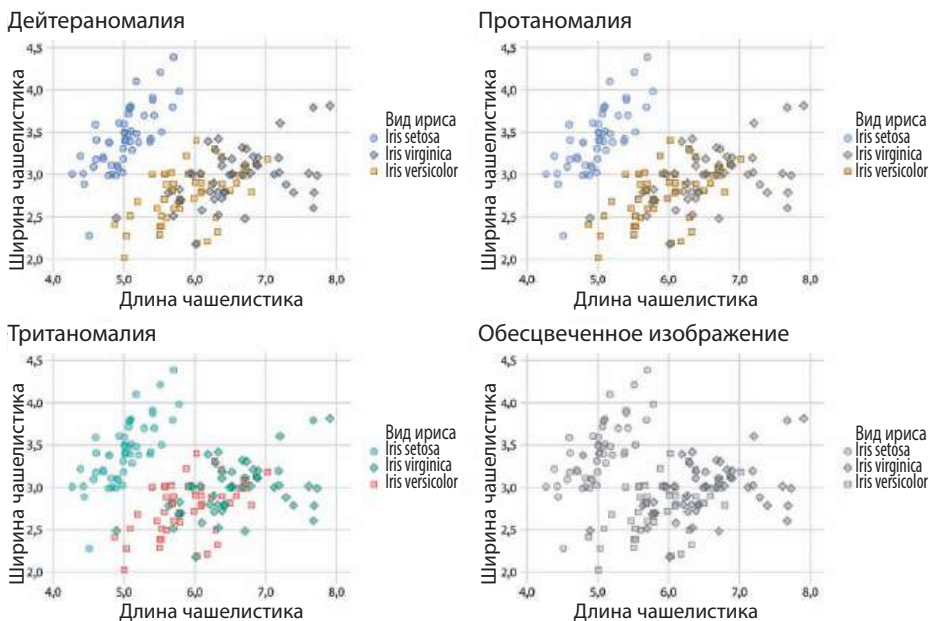 Дейтераномалия
Ширина чашелистика
4,5
4,0
3,5
3,0
2,5
2,0
4,0 5,0 6,0 7,0 8,0
Длина чашелистика
Вид ириса
Iris setosa
Iris virginica
Iris versicolor
Протаномалия
Ширина чашелистика
4,5
4,0
3,5
3,0
2,5
2,0
4,0 5,0 6,0 7,0 8,0
Длина чашелистика
Вид ириса
Iris setosa
Iris virginica
Iris versicolor
Тританомалия
Ширина чашелистика
4,5
4,0
3,5
3,0
2,5
2,0
4,0 5,0 6,0 7,0 8,0
Длина чашелистика
Вид ириса
Iris setosa
Iris virginica
Iris versicolor
Обесцвеченное изображение
Ширина чашелистика
4,5
4,0
3,5
3,0
2,5
2,0
4,0 5,0 6,0 7,0 8,0
Длина чашелистика
Вид ириса
Iris setosa
Iris virginica
Iris versicolor